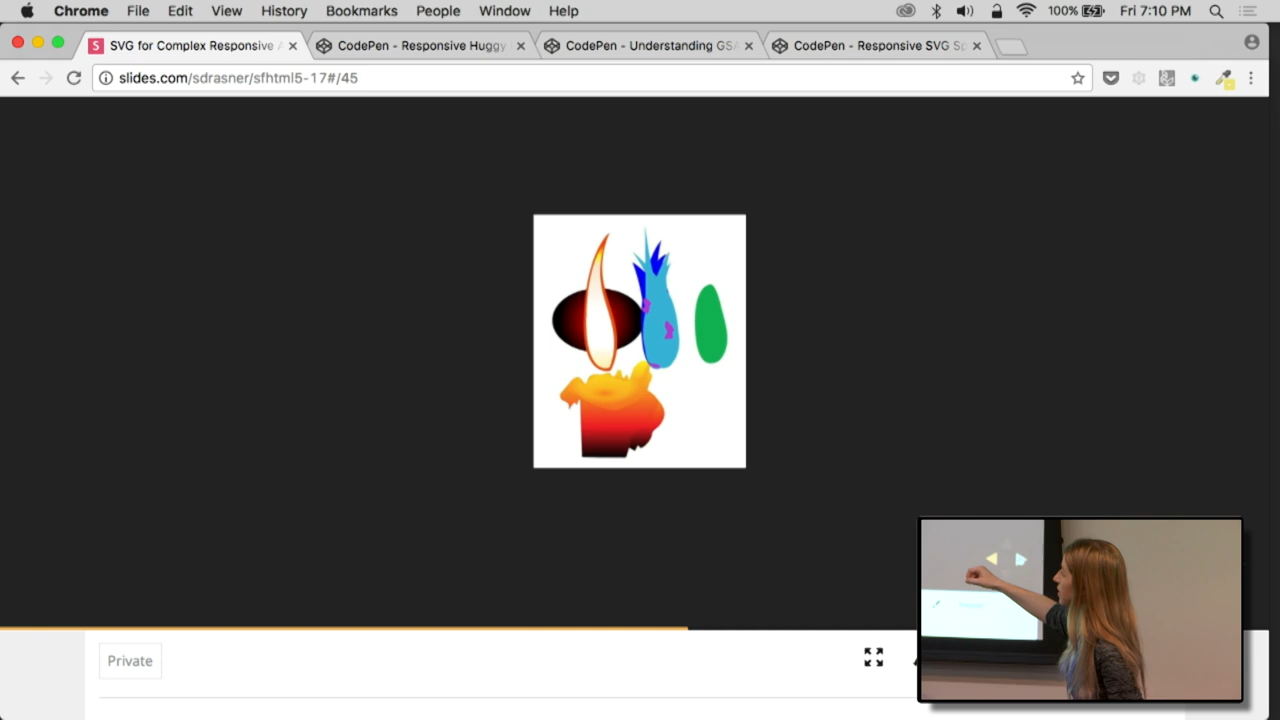 Chrome File Edit View History Bookmarks People Window Help 100% Fri 7:10 PM
S SVG for Complex Responsive A CodePen - Responsive Huggy CodePen - Understanding GSA CodePen - Responsive SVG Sp
slides.com/sdrasner/sfhtml5-17#/45
Private